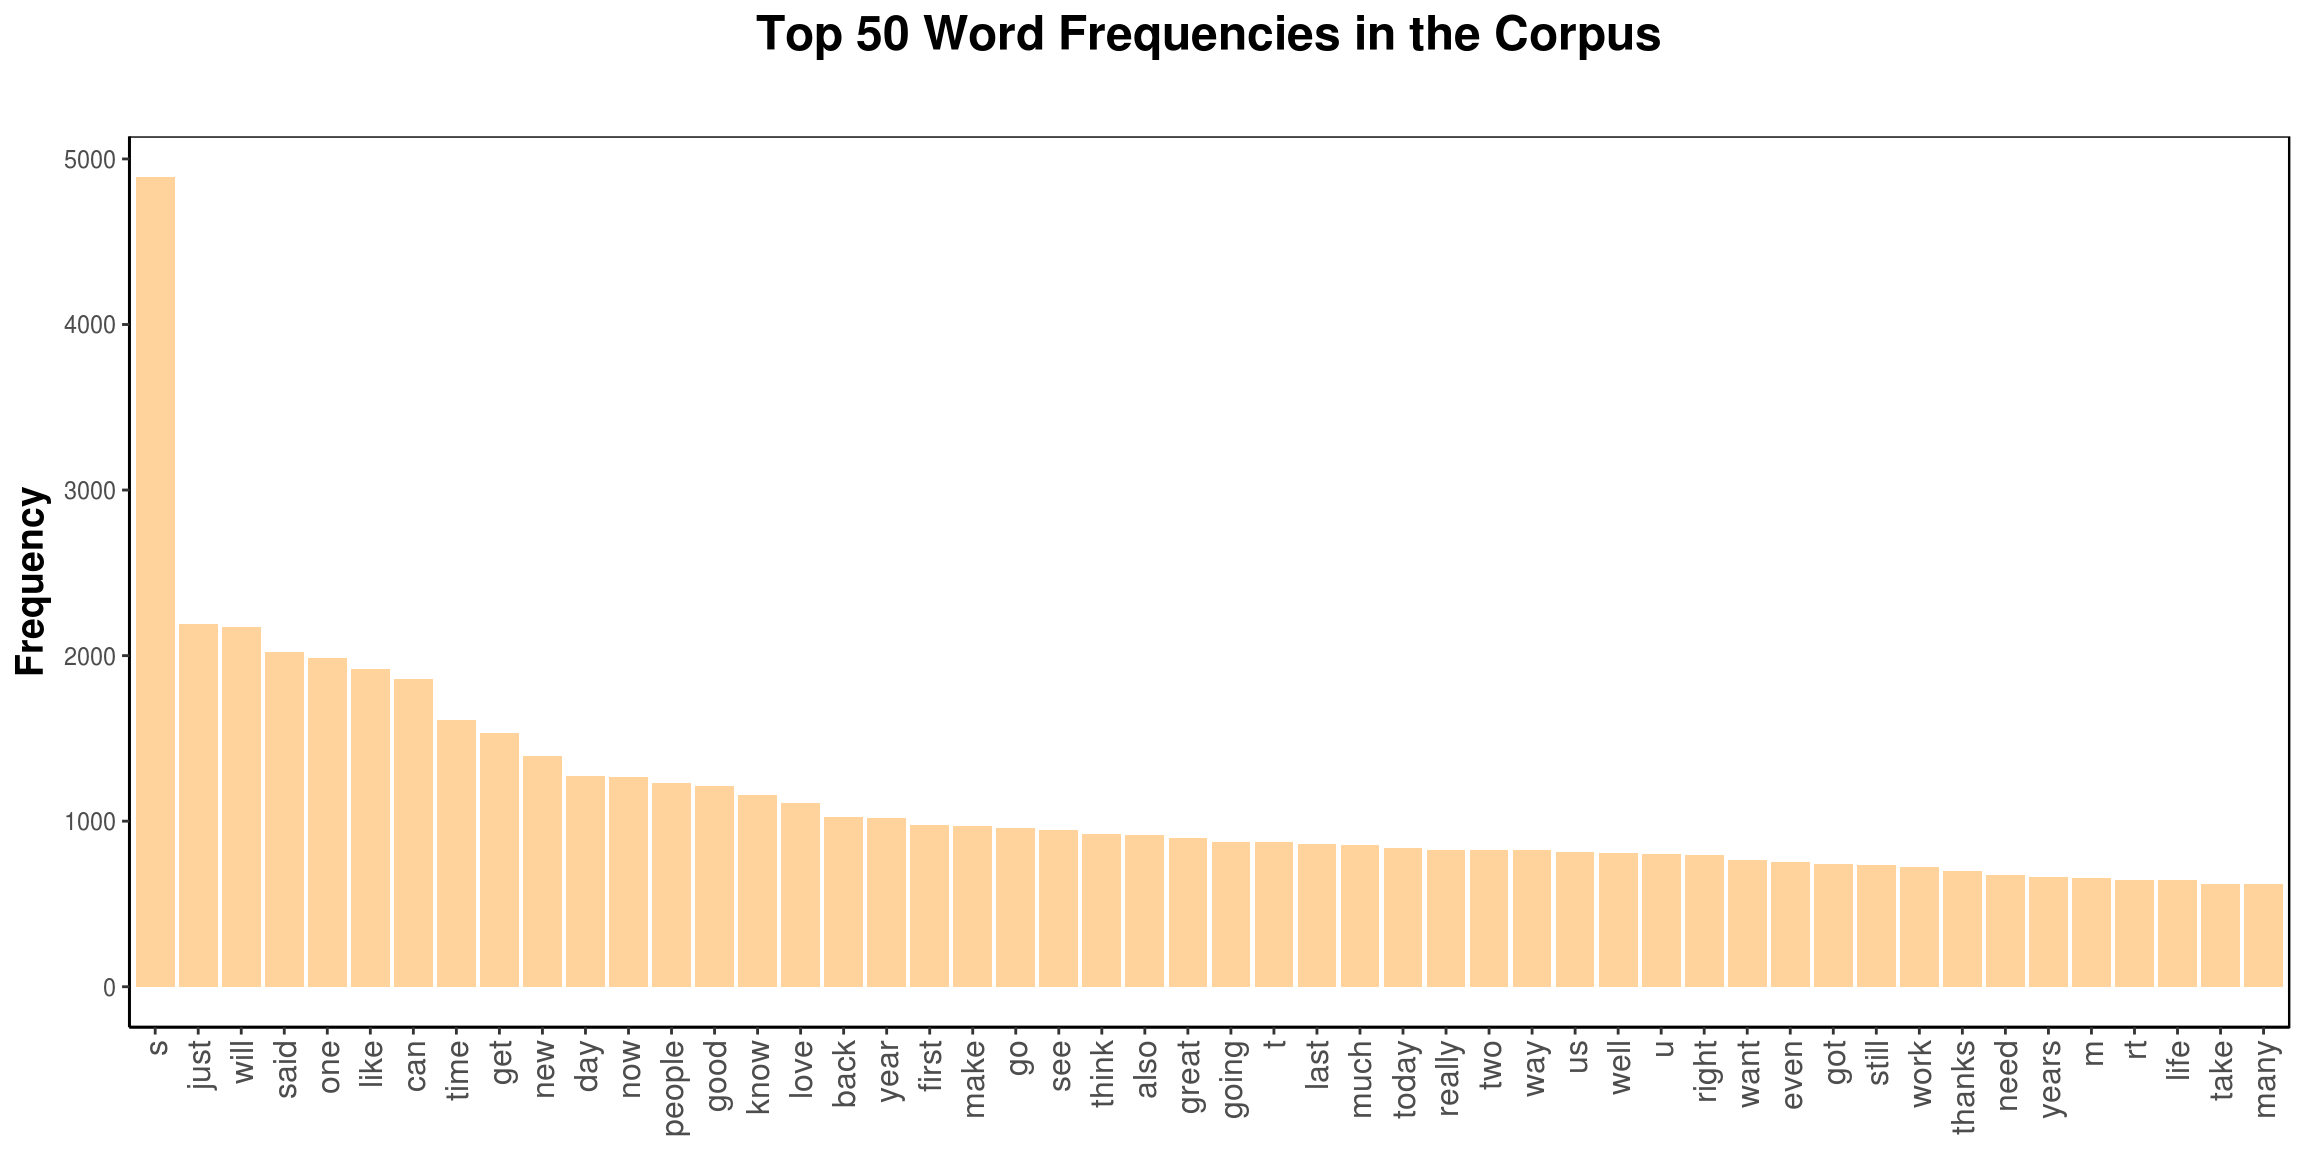 Top 50 Word Frequencies in the Corpus
Frequency
5000
4000
3000
2000
1000
0
s
just
will
said
one
like
can
time
get
new
day
now
people
good
know
love
back
year
first
make
go
see
think
also
great
going
t
last
much
today
really
two
way
us
well
u
right
want
even
got
still
work
thanks
need
years
m
rt
life
take
many